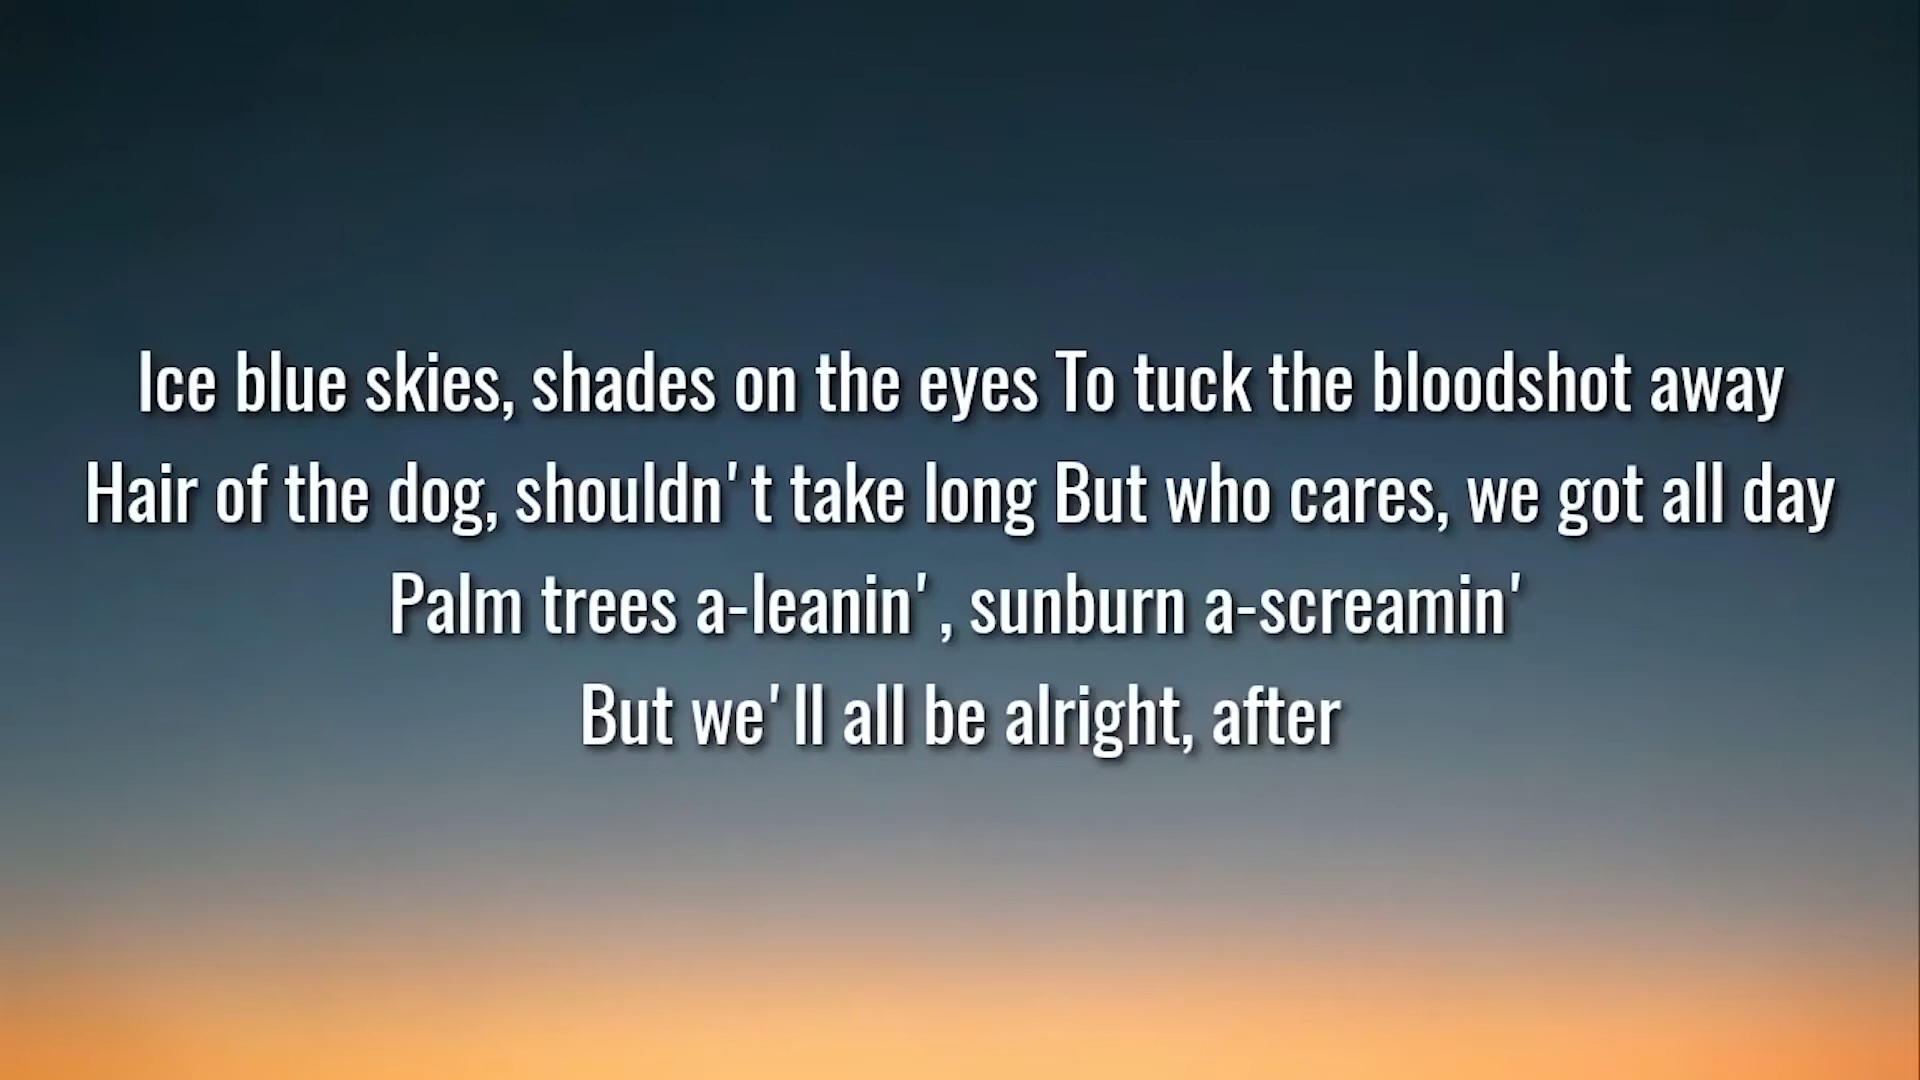 Ice blue skies, shades on the eyes To tuck the bloodshot away
Hair of the dog, shouldn't take long But who cares, we got all day
Palm trees a-leanin', sunburn a-screamin'
But we'll all be alright, after